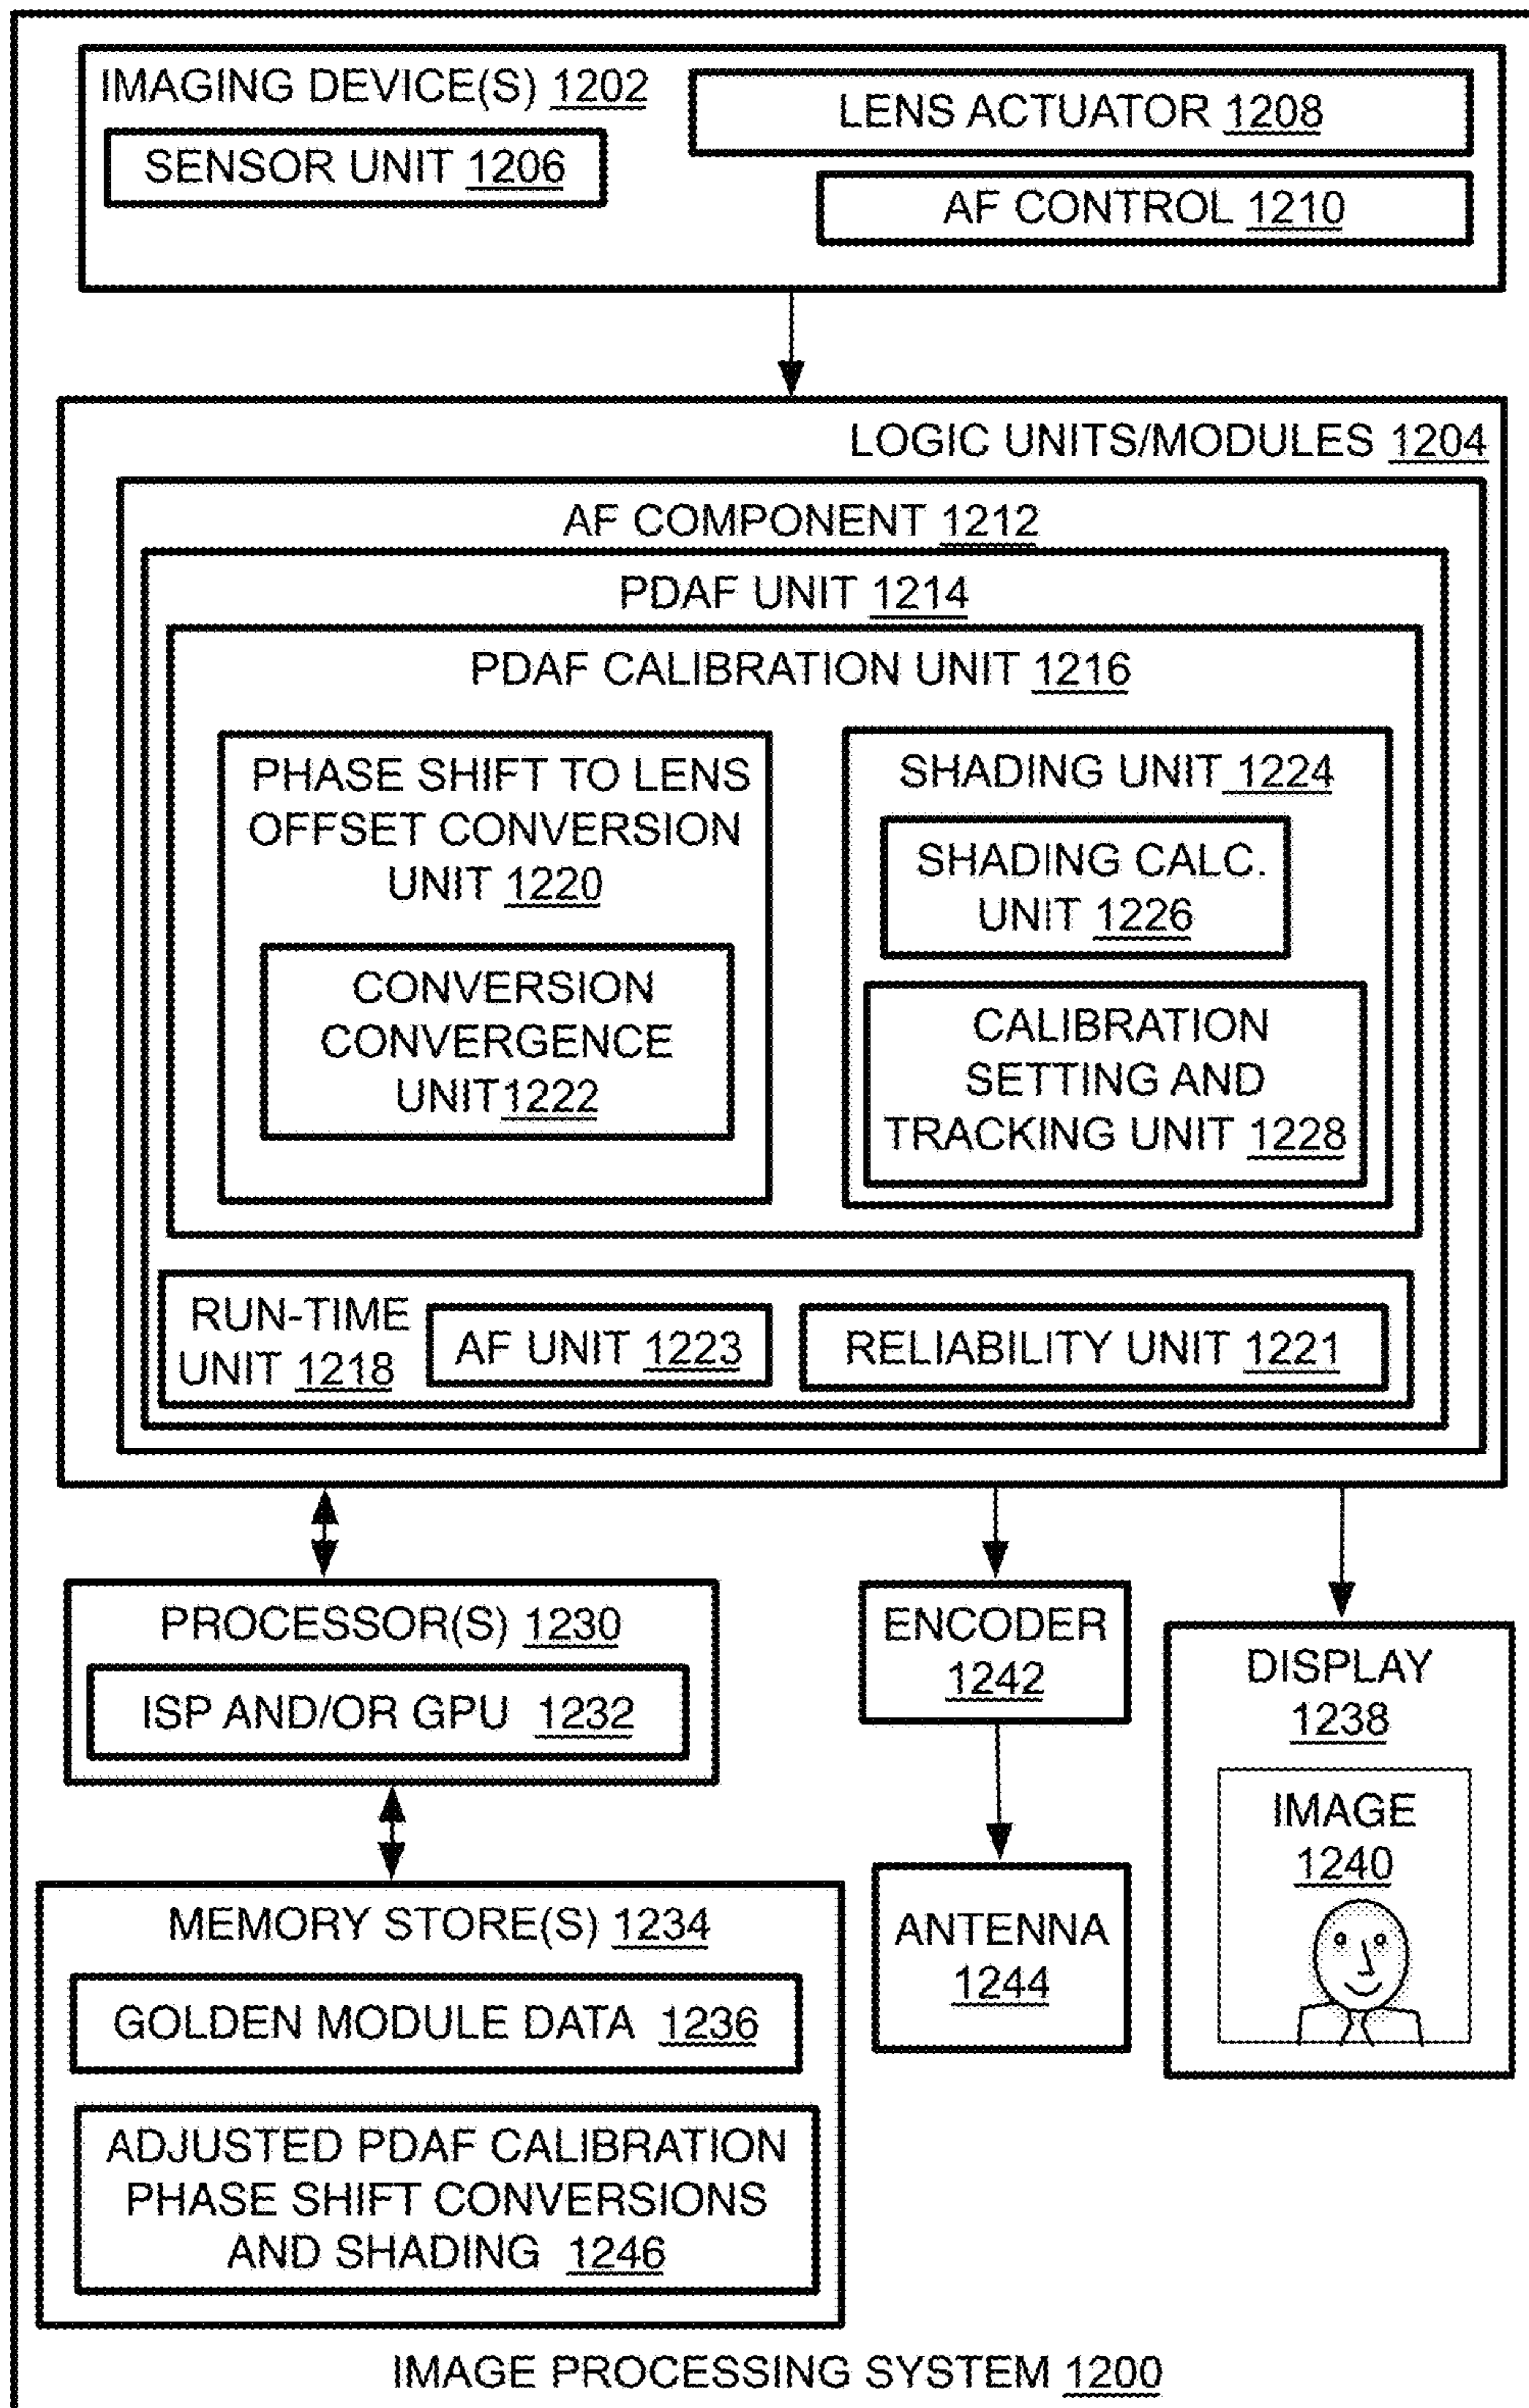 IMAGING DEVICE(S) 1202
SENSOR UNIT 1206
LENS ACTUATOR 1208
AF CONTROL 1210
LOGIC UNITS/MODULES 1204
AF COMPONENT 1212
PDAF UNIT 1214
PDAF CALIBRATION UNIT 1216
PHASE SHIFT TO LENS
OFFSET CONVERSION
UNIT 1220
CONVERSION
CONVERGENCE
UNIT1222
SHADING UNIT 1224
SHADING CALC.
UNIT 1226
CALIBRATION
SETTING AND
TRACKING UNIT 1228
RUN-TIME
UNIT 1218
AF UNIT 1223
RELIABILITY UNIT 1221
PROCESSOR(S) 1230
ISP AND/OR GPU 1232
ENCODER
1242
DISPLAY
1238
IMAGE
1240
MEMORY STORE(S) 1234
GOLDEN MODULE DATA 1236
ADJUSTED PDAF CALIBRATION
PHASE SHIFT CONVERSIONS
AND SHADING 1246
ANTENNA
1244
IMAGE PROCESSING SYSTEM 1200